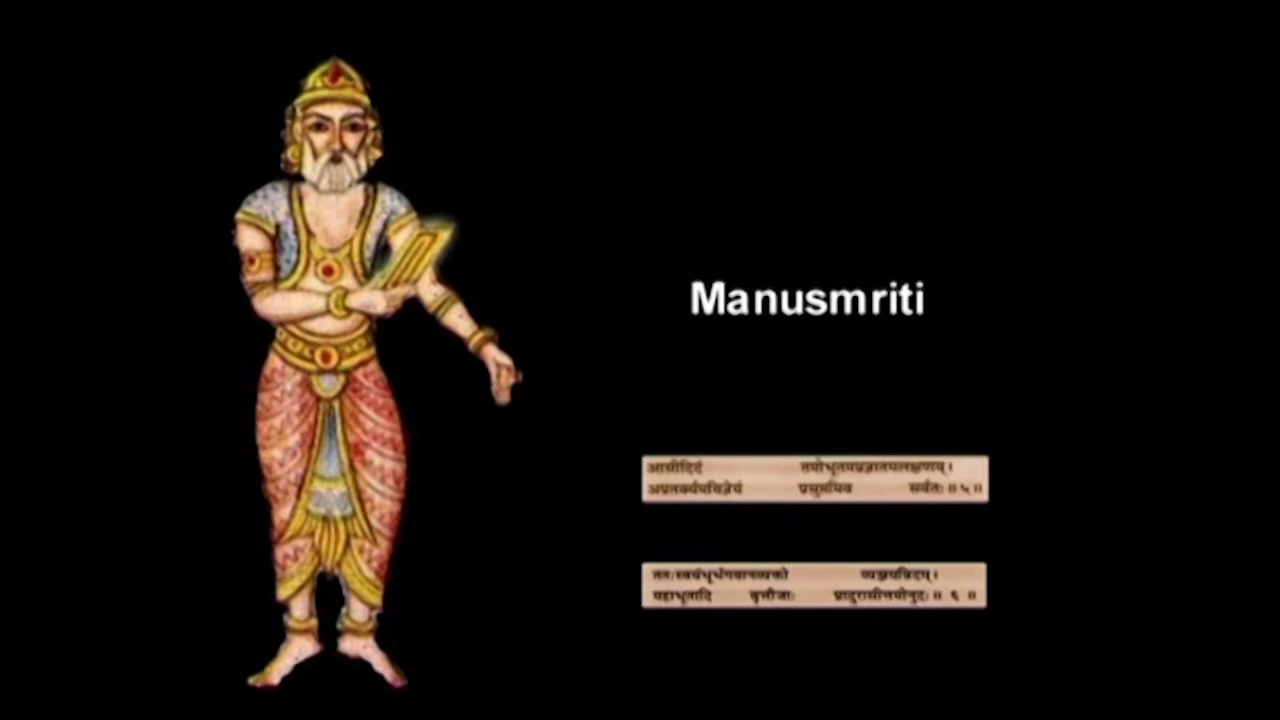 Manusmriti
आसीदिदं तमोभूतमप्रज्ञातमलक्षणम् ।
अप्रतर्क्यमविज्ञेयं प्रसुप्तमिव सर्वतः ॥ ५ ॥
ततःस्वयंभूर्भगवानव्यक्तो व्यञ्जयन्निदम् ।
महाभूतादि वृत्तौजाः प्रादुरासीत्तमोनुदः ॥ ६ ॥